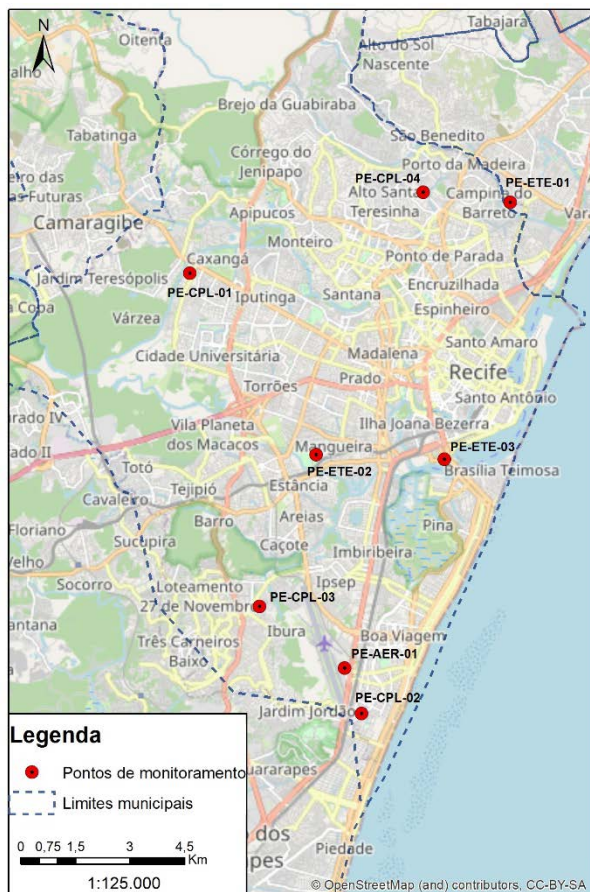 N
Oitenta
Tabajara
Alto do Sol
Nascente
Brejo da Guabiraba
São Benedito
Tabatinga
Córrego do
Jenipapo
Porto da Madeira
PE-CPL-04
Alto Santa
Teresinha
PE-ETE-01
Campina do
Barreto
das Futuras
Camaragibe
Apipucos
Monteiro
Ponto de Parada
Caxangá
Jardim Teresópolis
PE-CPL-01
Iputinga
Santana
Encruzilhada
Espinheiro
Várzea
Santo Amaro
Cidade Universitária
Madalena
Recife
Torrões
Prado
Santo Antônio
Vila Planeta
dos Macacos
Ilha Joana Bezerra
Mangueira
PE-ETE-03
PE-ETE-02
Brasília Teimosa
Totó
Estância
Cavaleiro
Tejipió
Areias
Pina
Floriano
Barro
Sucupira
Caçote
Imbiribeira
Socorro
Loteamento
27 de Novembro
Ipsep
PE-CPL-03
Três Carneiros
Baixo
Ibura
Boa Viagem
PE-AER-01
PE-CPL-02
Jardim Jordão
Legenda
Pontos de monitoramento
Limites municipais
0 0,75 1,5 3 4,5
Km
1:125.000
Piedade
© OpenStreetMap (and) contributors, CC-BY-SA